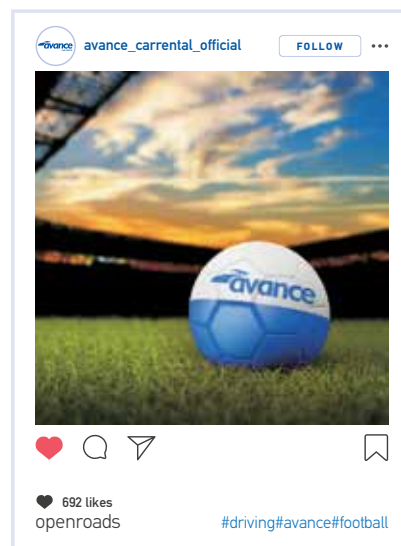 avance
avance_carrental_official
FOLLOW
avance
692 likes
openroads
#driving#avance#football